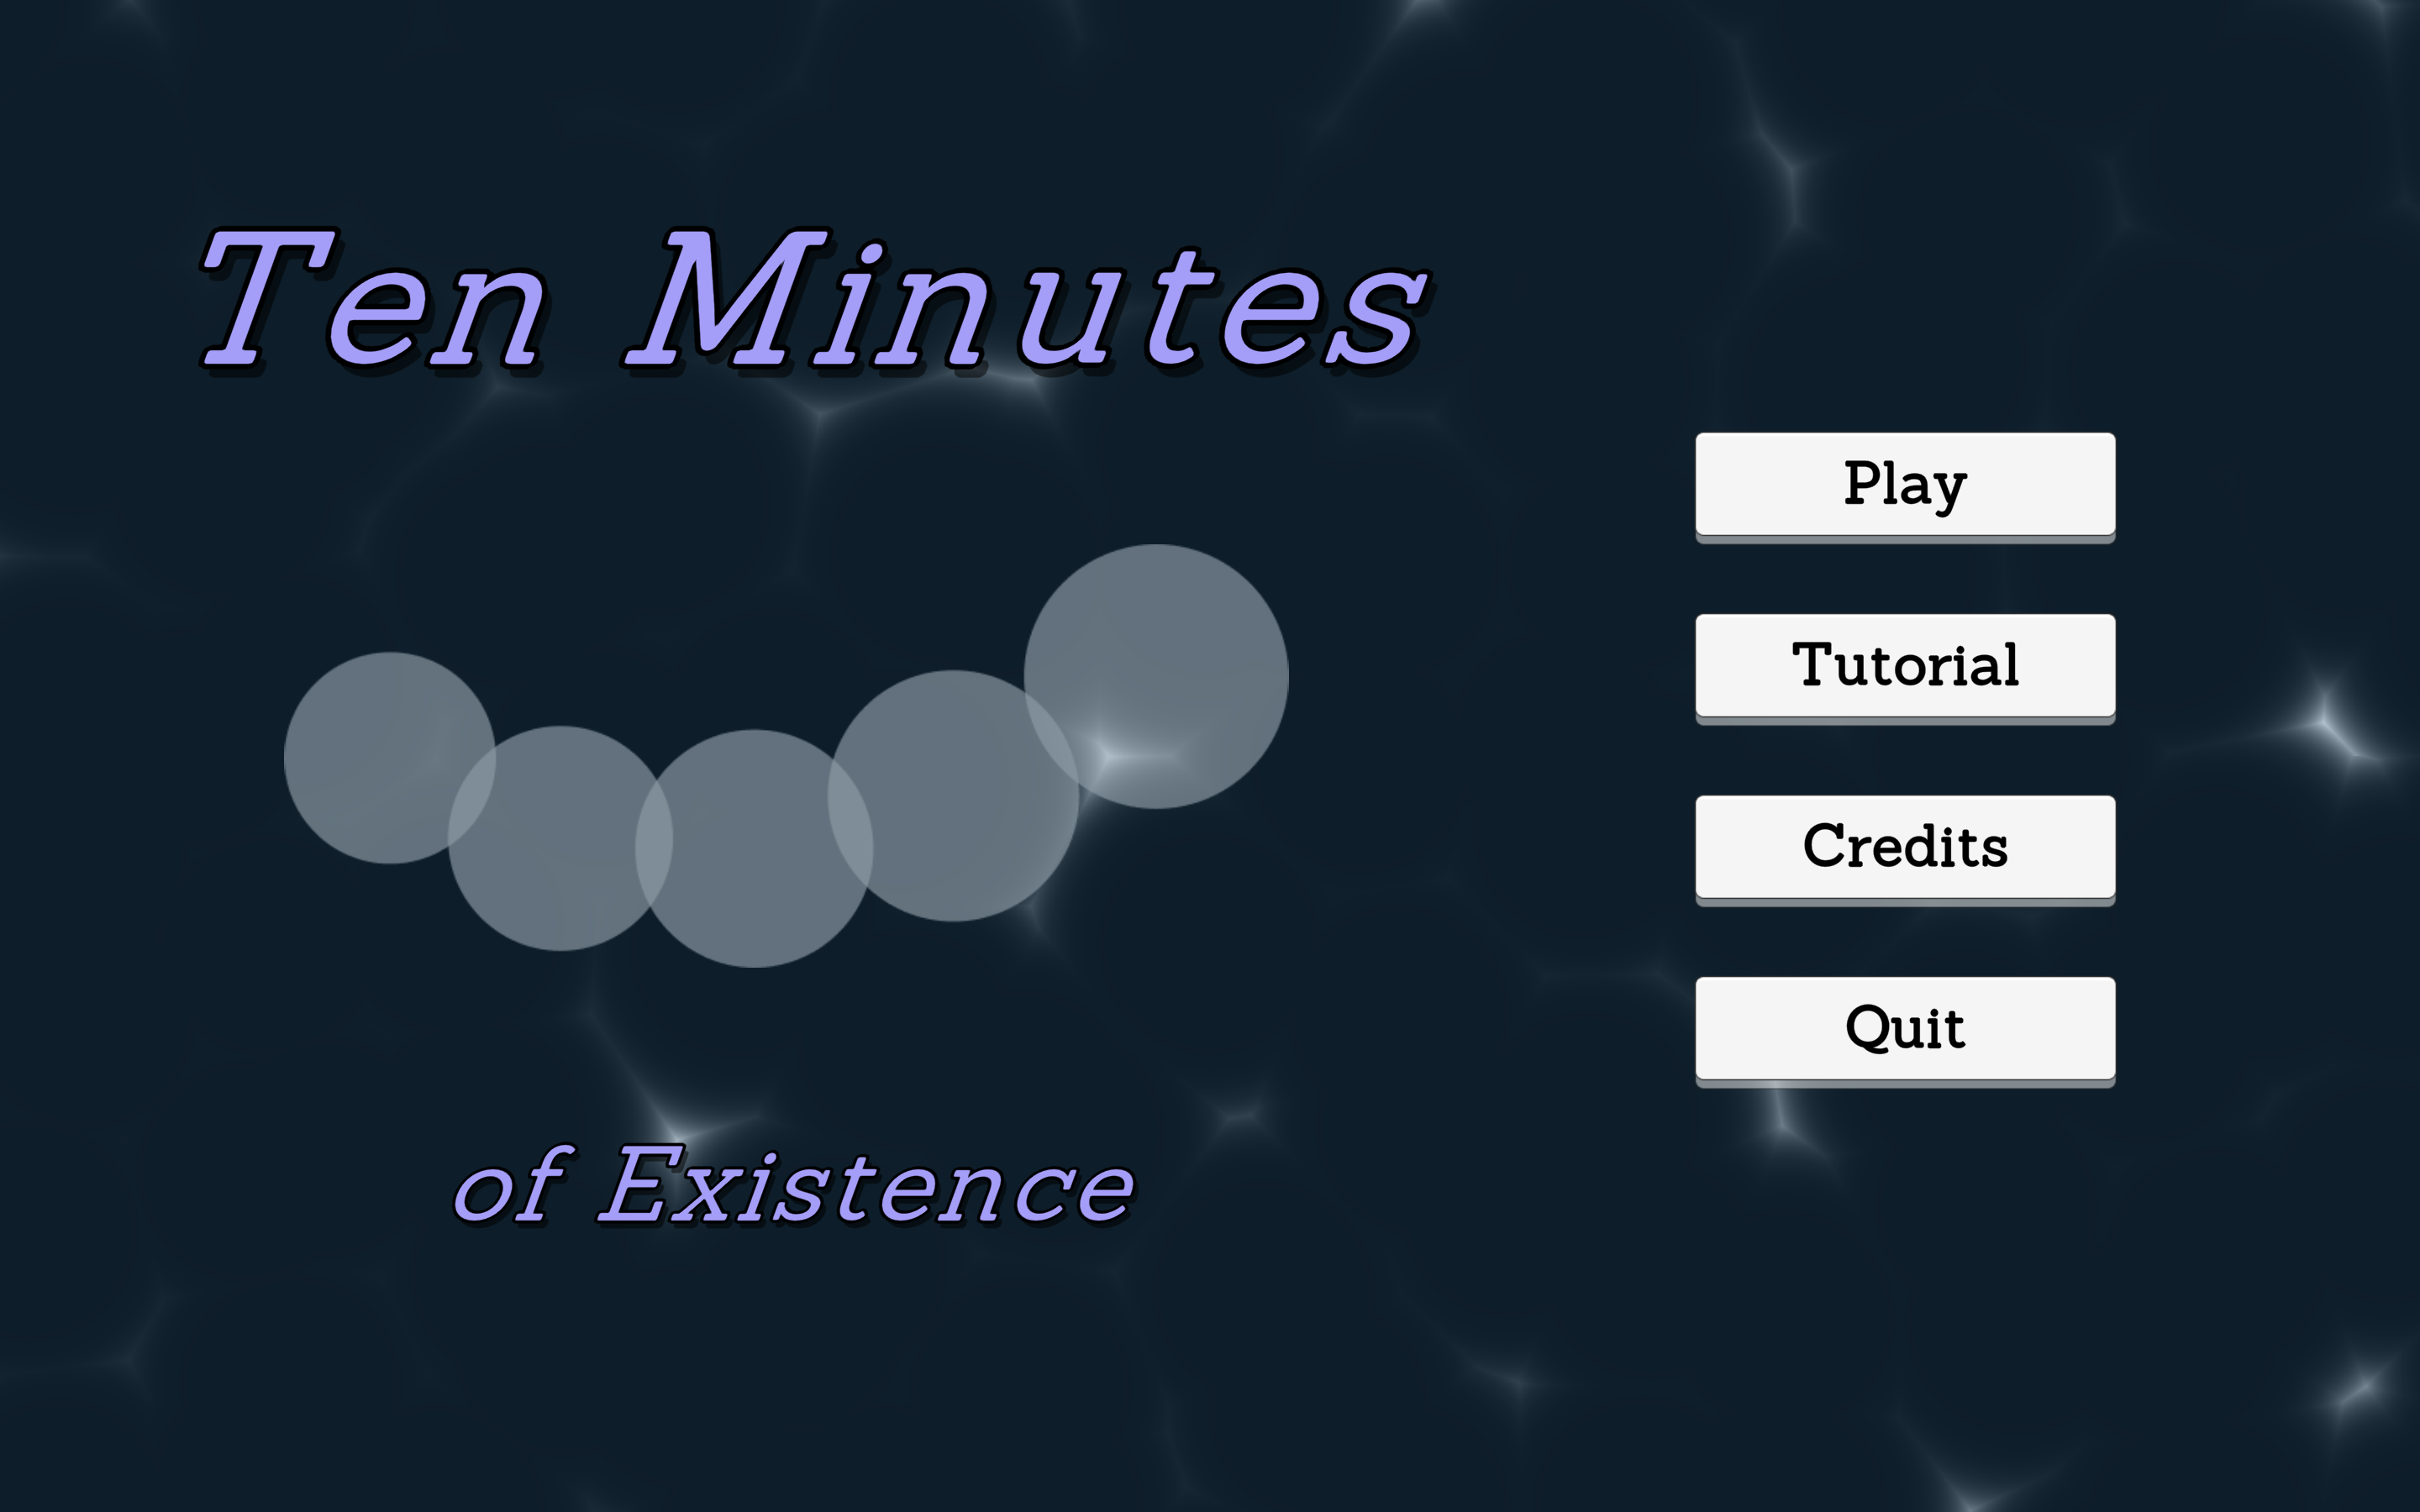 Ten Minutes
of Existence
Play
Tutorial
Credits
Quit